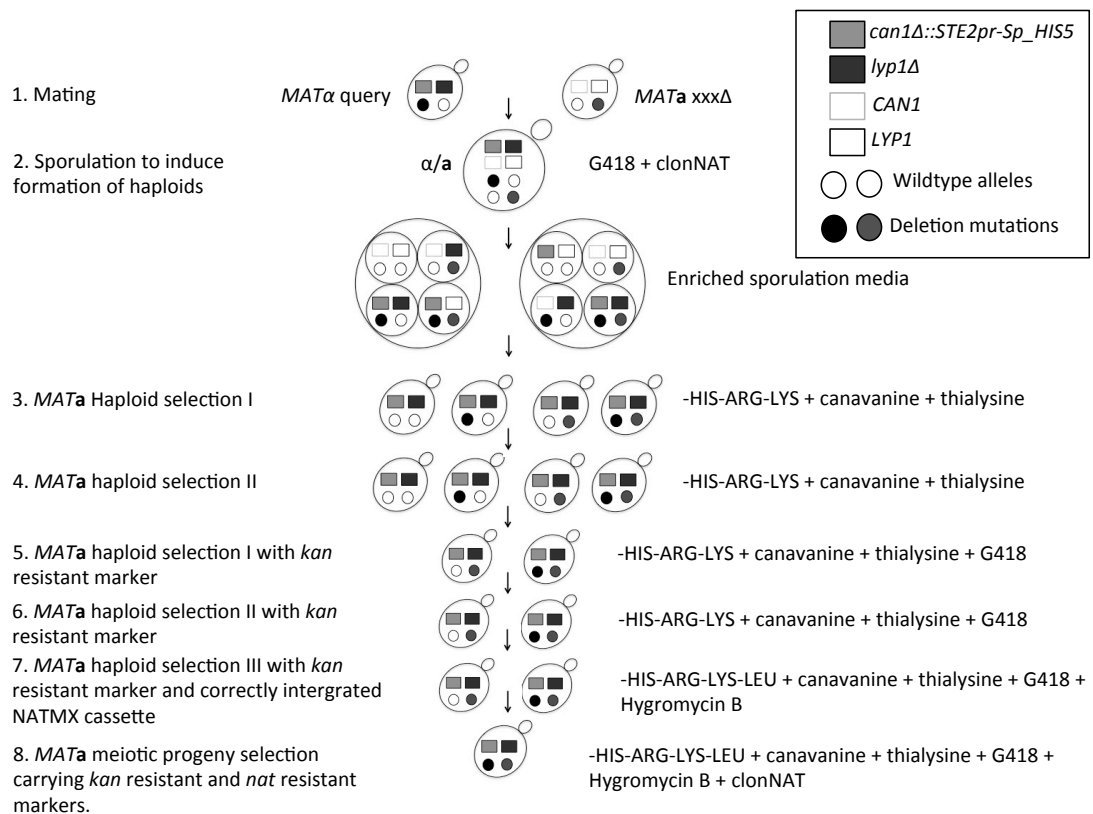 can1Δ::STE2pr-Sp_HIS5
lyp1Δ
CAN1
LYP1
Wildtype alleles
Deletion mutations
1. Mating
MATα query
MATa xxxΔ
2. Sporulation to induce
formation of haploids
α/a
G418 + clonNAT
Enriched sporulation media
3. MATa Haploid selection I
-HIS-ARG-LYS + canavanine + thialysine
4. MATa haploid selection II
-HIS-ARG-LYS + canavanine + thialysine
5. MATa haploid selection I with kan
resistant marker
-HIS-ARG-LYS + canavanine + thialysine + G418
6. MATa haploid selection II with kan
resistant marker
-HIS-ARG-LYS + canavanine + thialysine + G418
7. MATa haploid selection III with kan
resistant marker and correctly intergrated
NATMX cassette
-HIS-ARG-LYS-LEU + canavanine + thialysine + G418 +
Hygromycin B
8. MATa meiotic progeny selection
carrying kan resistant and nat resistant
markers.
-HIS-ARG-LYS-LEU + canavanine + thialysine + G418 +
Hygromycin B + clonNAT